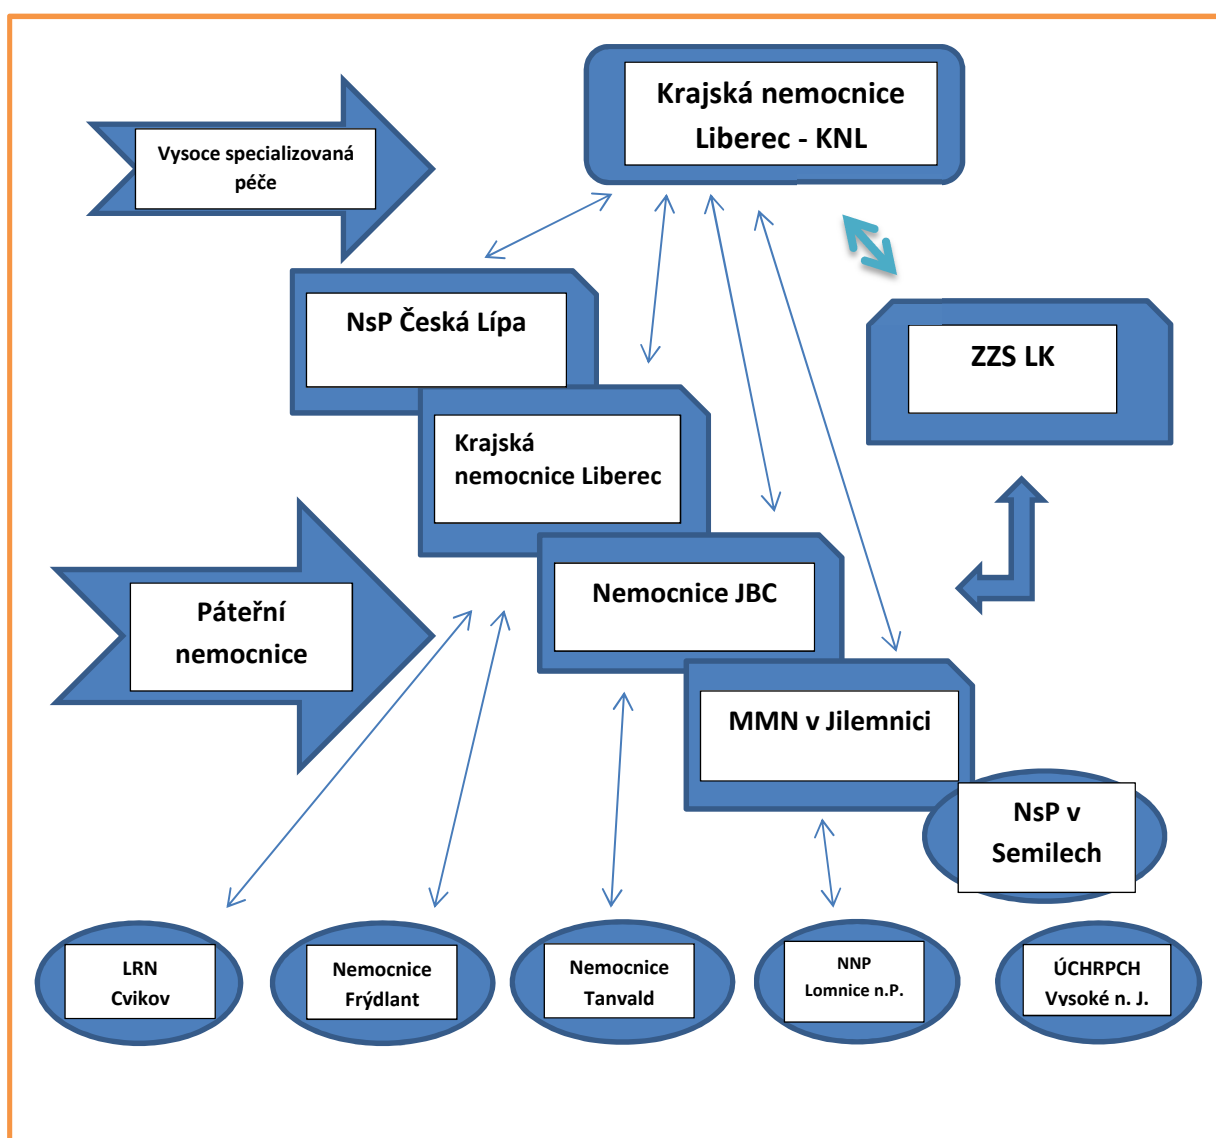 Krajská nemocnice
Liberec - KNL
Vysoce specializovaná
péče
NsP Česká Lípa
ZZS LK
Krajská
nemocnice Liberec
Nemocnice JBC
Páteřní
nemocnice
MMN v Jilemnici
NsP v
Semilech
LRN
Cvikov
Nemocnice
Frýdlant
Nemocnice
Tanvald
NNP
Lomnice n.P.
ÚCHRPCH
Vysoké n. J.